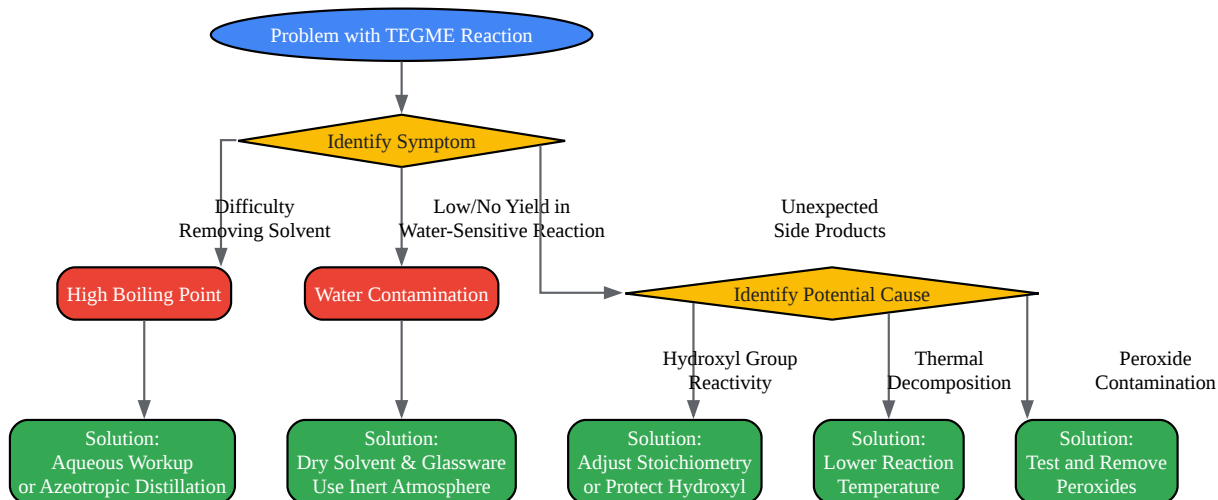 Problem with TEGME Reaction
Identify Symptom
Difficulty
Removing Solvent
Low/No Yield in
Water-Sensitive Reaction
Unexpected
Side Products
High Boiling Point
Water Contamination
Identify Potential Cause
Hydroxyl Group
Reactivity
Thermal
Decomposition
Peroxide
Contamination
Solution:
Aqueous Workup
or Azeotropic Distillation
Solution:
Dry Solvent & Glassware
Use Inert Atmosphere
Solution:
Adjust Stoichiometry
or Protect Hydroxyl
Solution:
Lower Reaction
Temperature
Solution:
Test and Remove
Peroxides